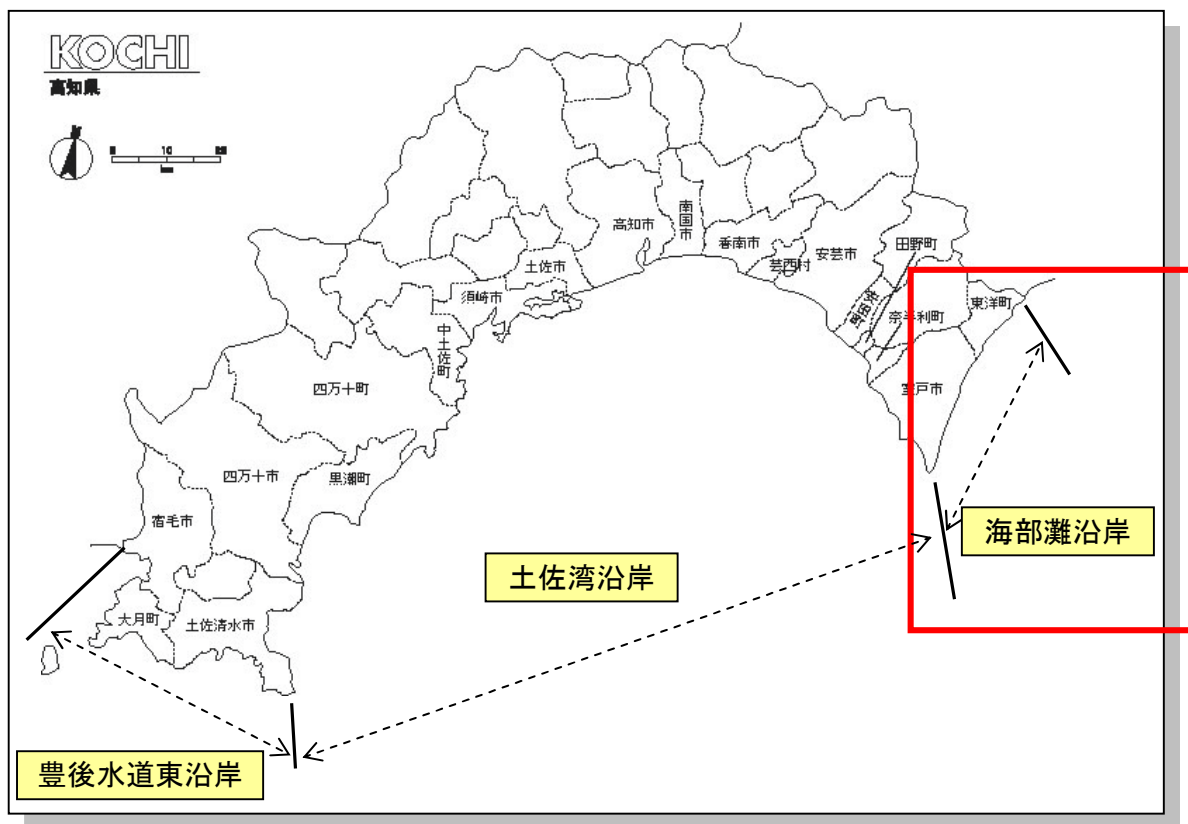 KOCHI
高知県
N
0 10 20
km
高知市
南国市
香南市
芸西村
安芸市
田野町
土佐市
須崎市
奈半利町
東洋町
中土佐町
四万十町
室戸市
四万十市
黒潮町
宿毛市
海部灘沿岸
土佐湾沿岸
大月町
土佐清水市
豊後水道東沿岸